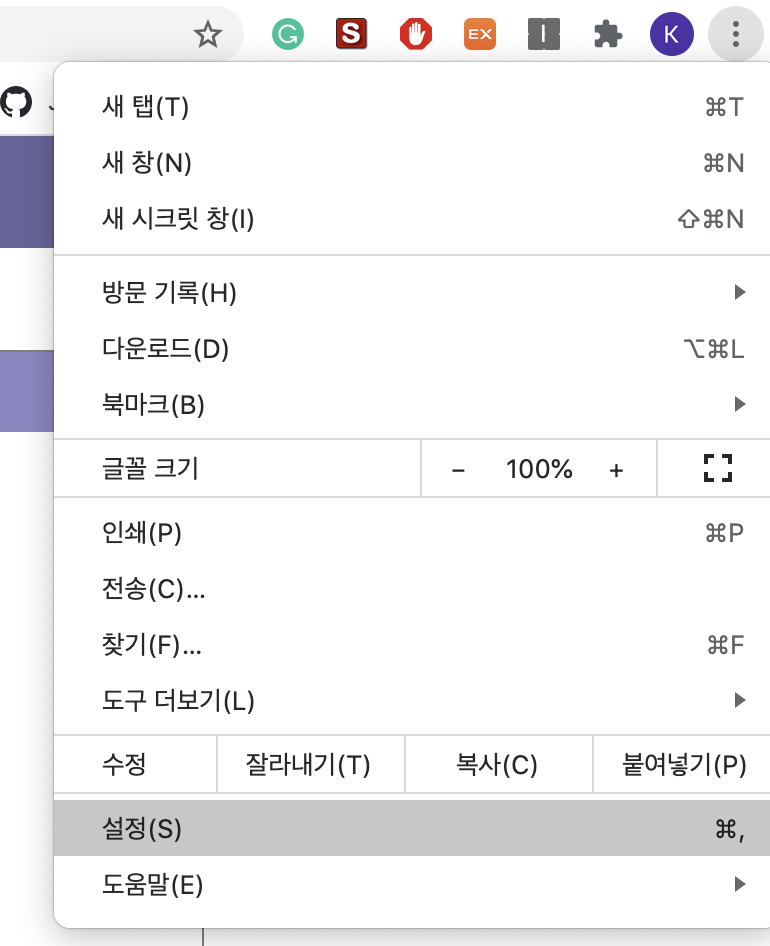 G S EX I K
새 탭(T) ⌘T
새 창(N) ⌘N
새 시크릿 창(I) ⇧⌘N
방문 기록(H)
다운로드(D) ⌥⌘L
북마크(B)
글꼴 크기 − 100% +
인쇄(P) ⌘P
전송(C)...
찾기(F)... ⌘F
도구 더보기(L)
수정 잘라내기(T) 복사(C) 붙여넣기(P)
설정(S) ⌘,
도움말(E)